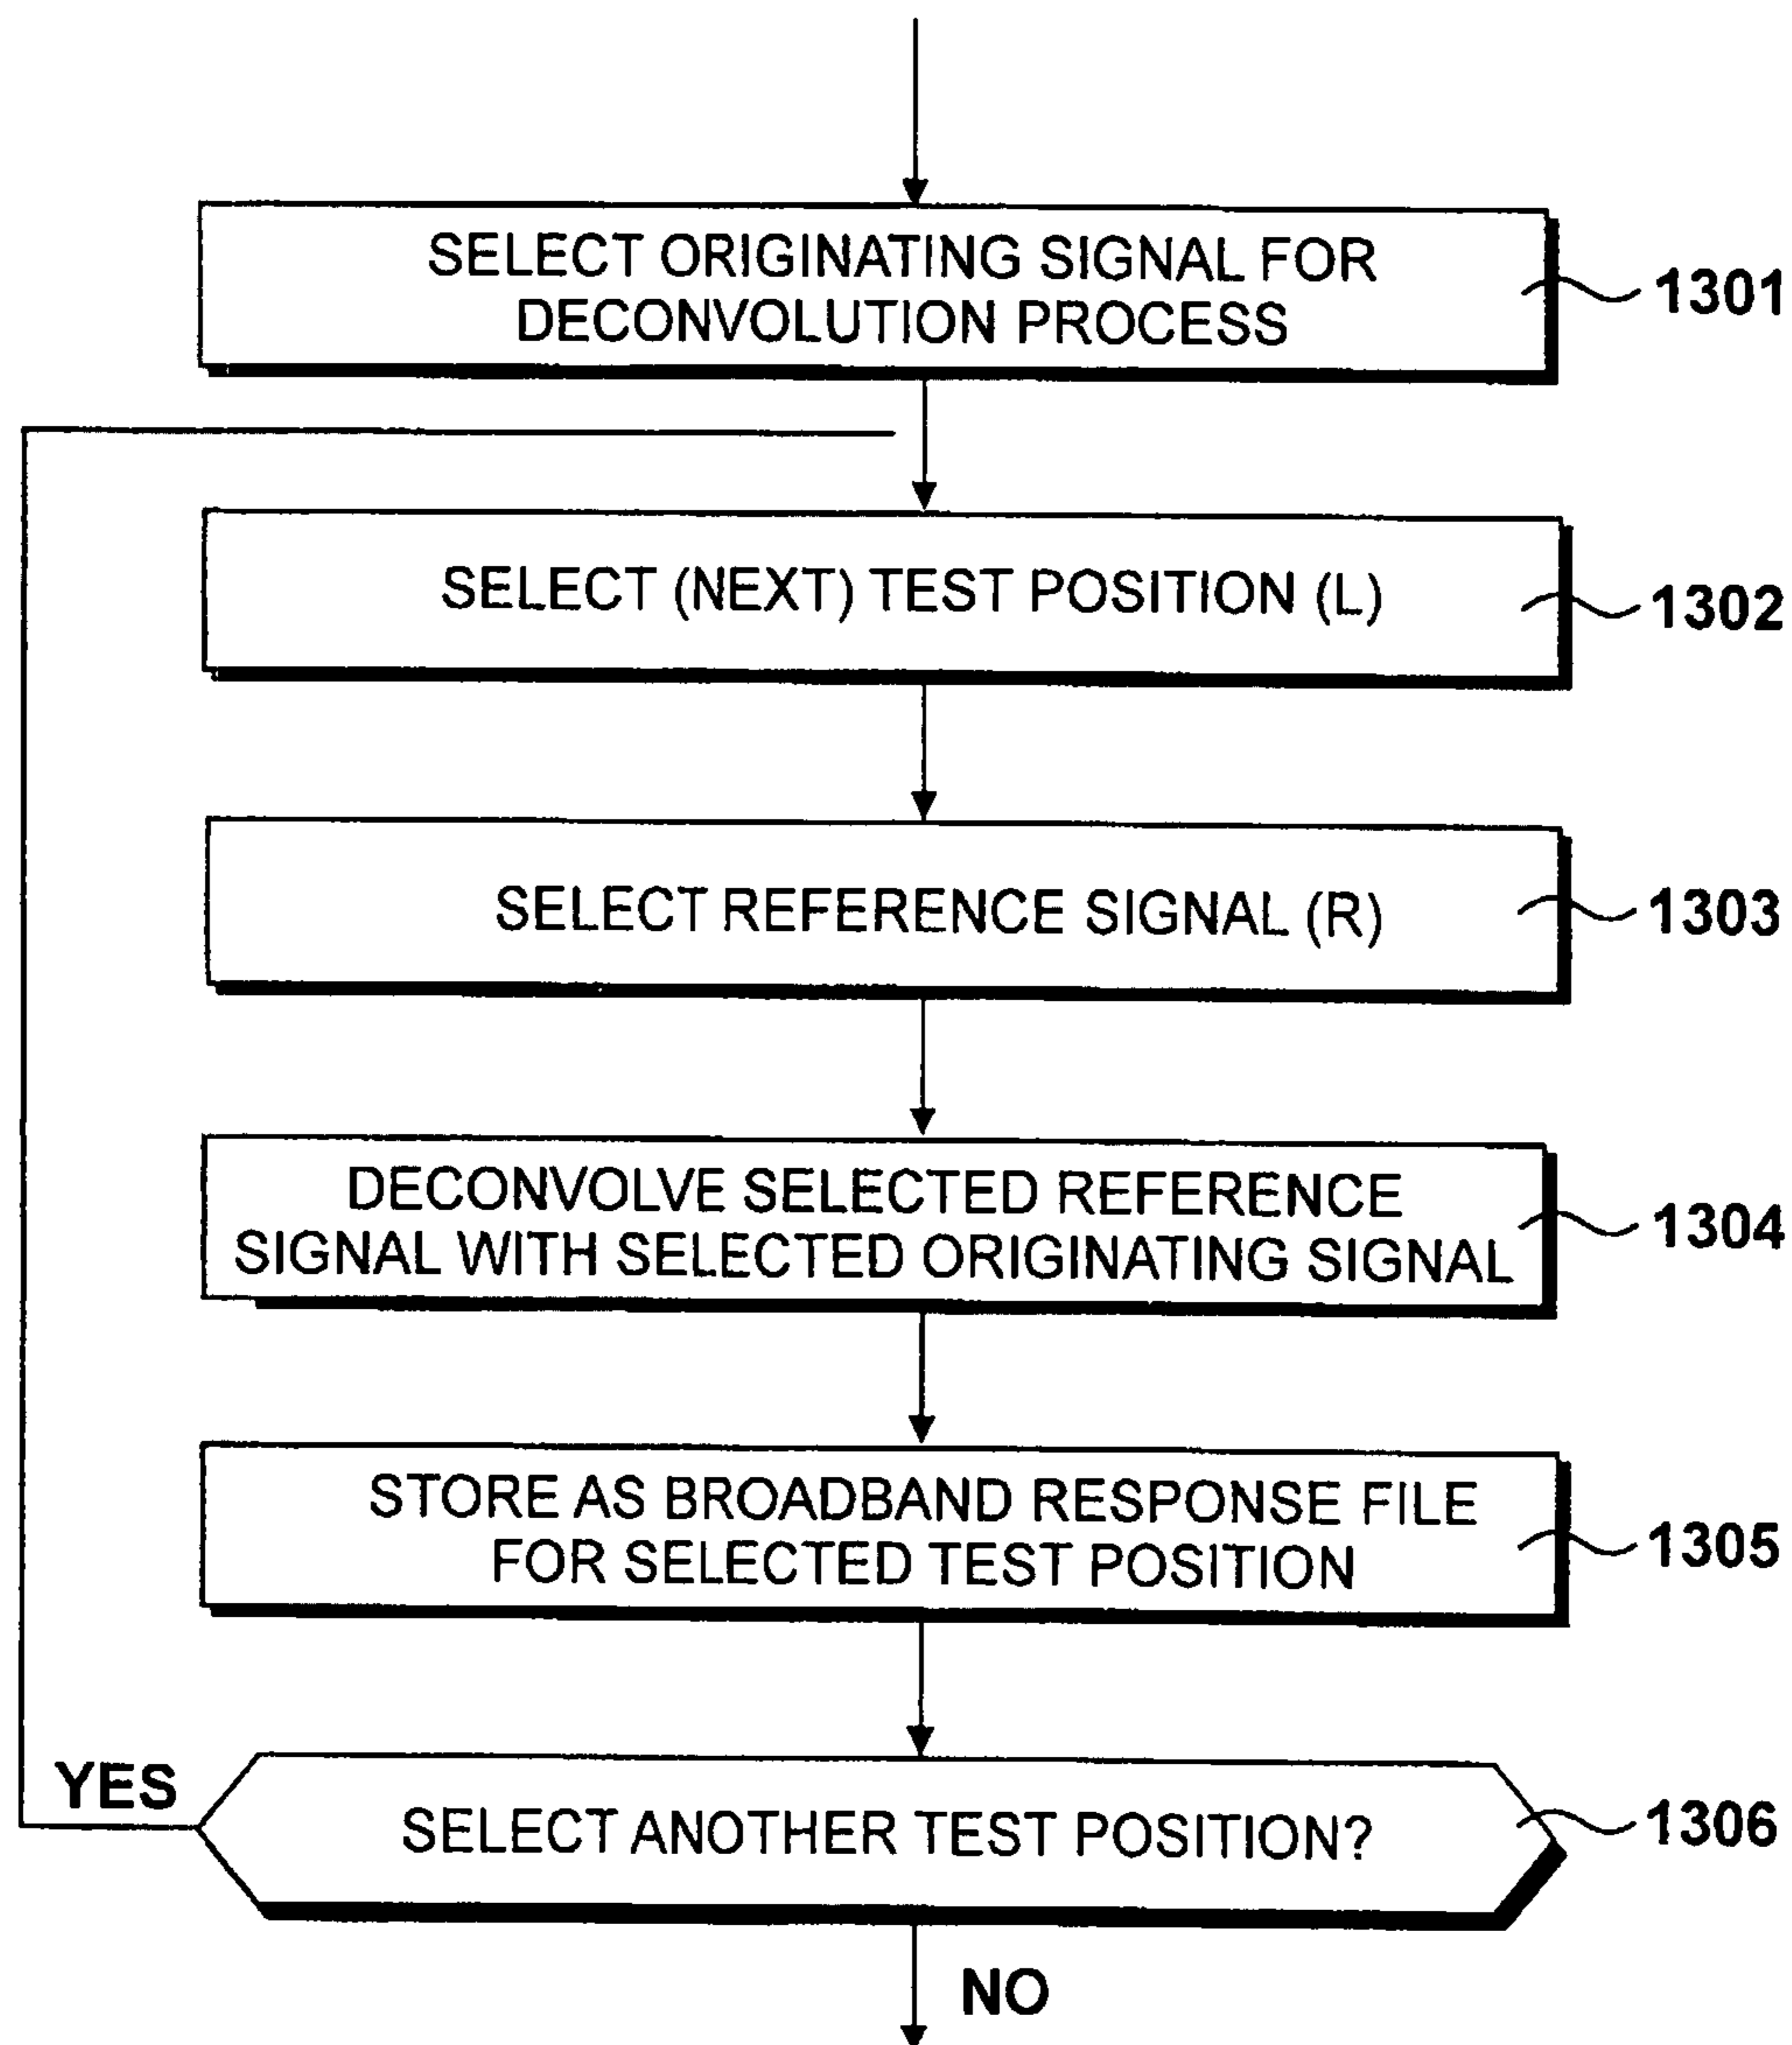 SELECT ORIGINATING SIGNAL FOR
DECONVOLUTION PROCESS
1301
SELECT (NEXT) TEST POSITION (L)
1302
SELECT REFERENCE SIGNAL (R)
1303
DECONVOLVE SELECTED REFERENCE
SIGNAL WITH SELECTED ORIGINATING SIGNAL
1304
STORE AS BROADBAND RESPONSE FILE
FOR SELECTED TEST POSITION
1305
YES
SELECT ANOTHER TEST POSITION?
1306
NO